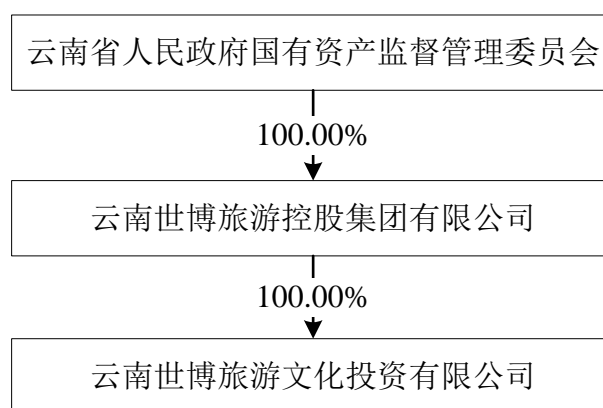 云南省人民政府国有资产监督管理委员会
100.00%
云南世博旅游控股集团有限公司
100.00%
云南世博旅游文化投资有限公司